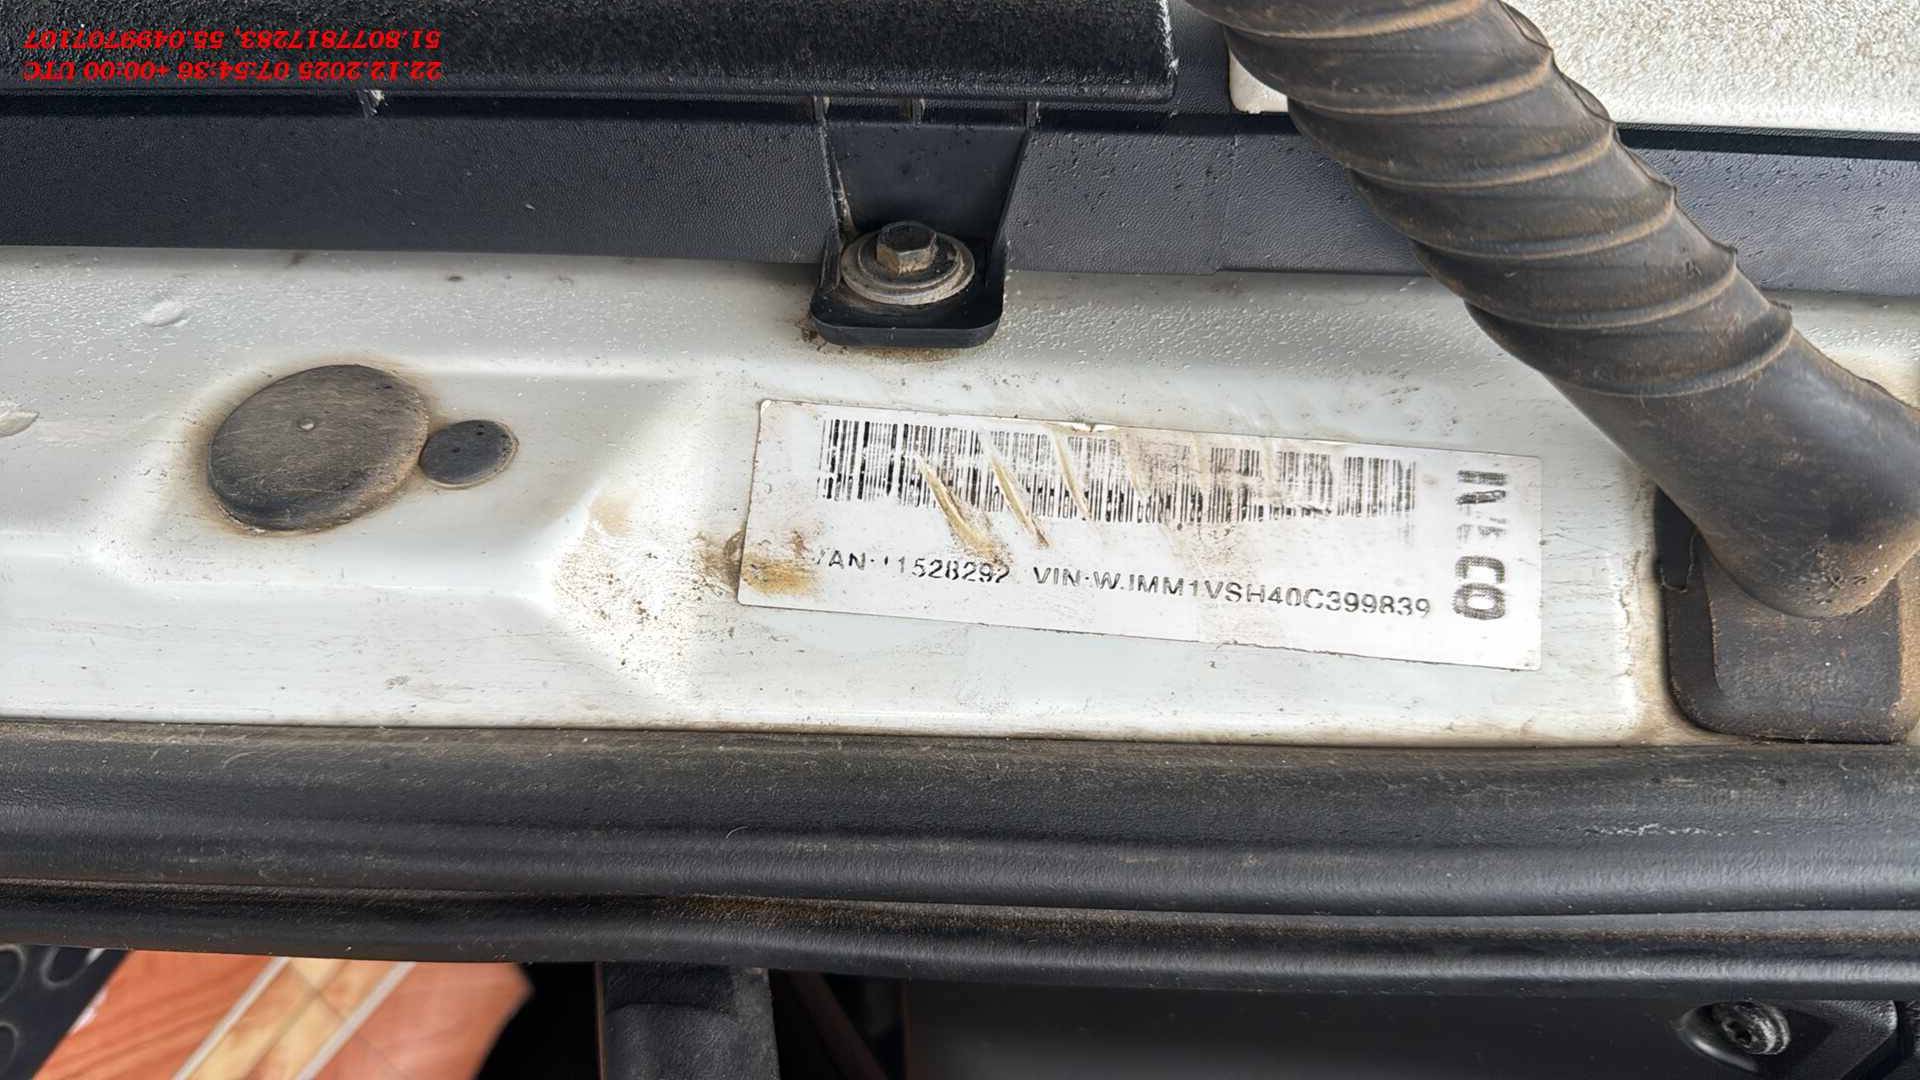 22.12.2025 07:54:36 +00:00 UTC
51.8077817283, 55.0499707107
VAN:11528292 VIN:WJMM1VSH40C399839
IVECO